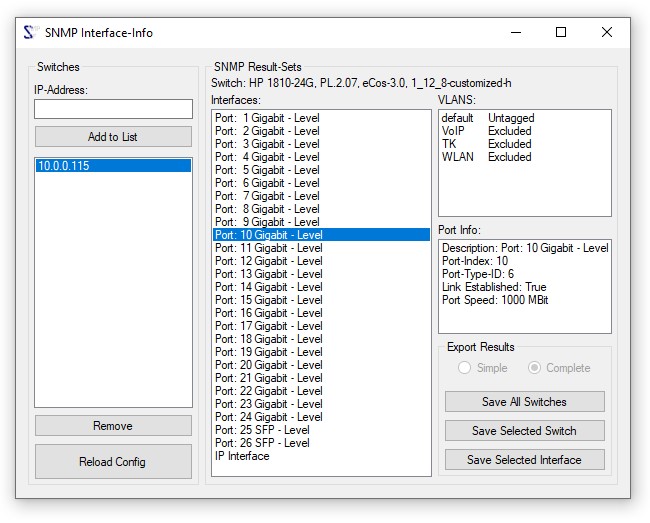 SNMP Interface-Info
Switches
IP-Address:
Add to List
10.0.0.115
Remove
Reload Config
SNMP Result-Sets
Switch: HP 1810-24G, PL.2.07, eCos-3.0, 1_12_8-customized-h
Interfaces:
Port:  1 Gigabit - Level
Port:  2 Gigabit - Level
Port:  3 Gigabit - Level
Port:  4 Gigabit - Level
Port:  5 Gigabit - Level
Port:  6 Gigabit - Level
Port:  7 Gigabit - Level
Port:  8 Gigabit - Level
Port:  9 Gigabit - Level
Port: 10 Gigabit - Level
Port: 11 Gigabit - Level
Port: 12 Gigabit - Level
Port: 13 Gigabit - Level
Port: 14 Gigabit - Level
Port: 15 Gigabit - Level
Port: 16 Gigabit - Level
Port: 17 Gigabit - Level
Port: 18 Gigabit - Level
Port: 19 Gigabit - Level
Port: 20 Gigabit - Level
Port: 21 Gigabit - Level
Port: 22 Gigabit - Level
Port: 23 Gigabit - Level
Port: 24 Gigabit - Level
Port: 25 SFP - Level
Port: 26 SFP - Level
IP Interface
VLANS:
default Untagged
VoIP Excluded
TK Excluded
WLAN Excluded
Port Info:
Description: Port: 10 Gigabit - Level
Port-Index: 10
Port-Type-ID: 6
Link Established: True
Port Speed: 1000 MBit
Export Results
Simple Complete
Save All Switches
Save Selected Switch
Save Selected Interface